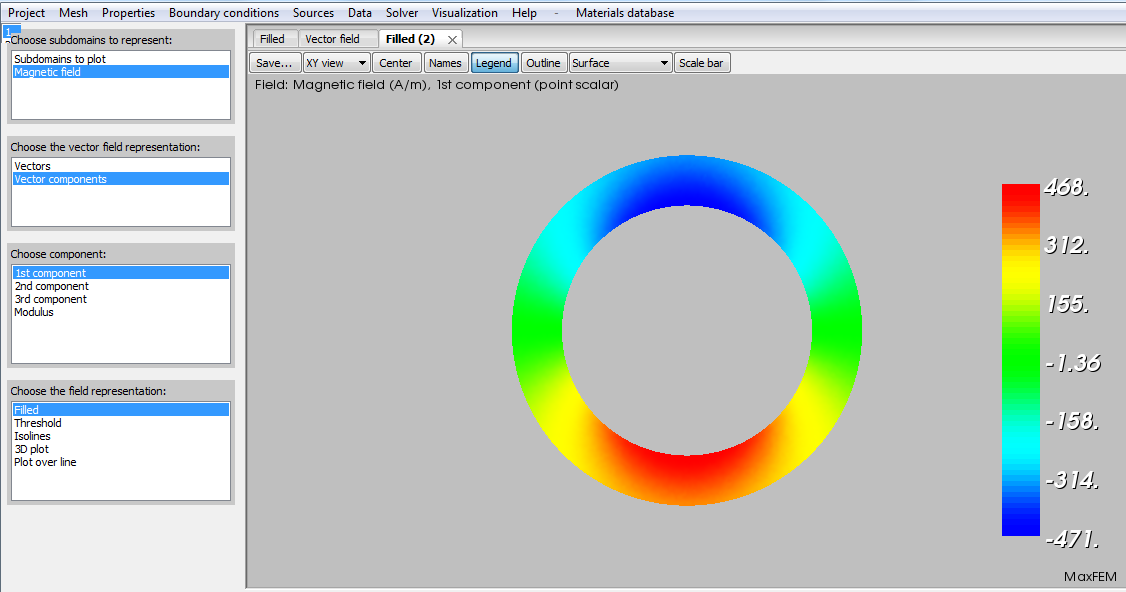 Project Mesh Properties Boundary conditions Sources Data Solver Visualization Help - Materials database
1
Choose subdomains to represent:
Subdomains to plot
Magnetic field
Choose the vector field representation:
Vectors
Vector components
Choose component:
1st component
2nd component
3rd component
Modulus
Choose the field representation:
Filled
Threshold
Isolines
3D plot
Plot over line
Filled Vector field Filled (2)
Save... XY view Center Names Legend Outline Surface Scale bar
Field: Magnetic field (A/m), 1st component (point scalar)
468.
312.
155.
-1.36
-158.
-314.
-471.
MaxFEM